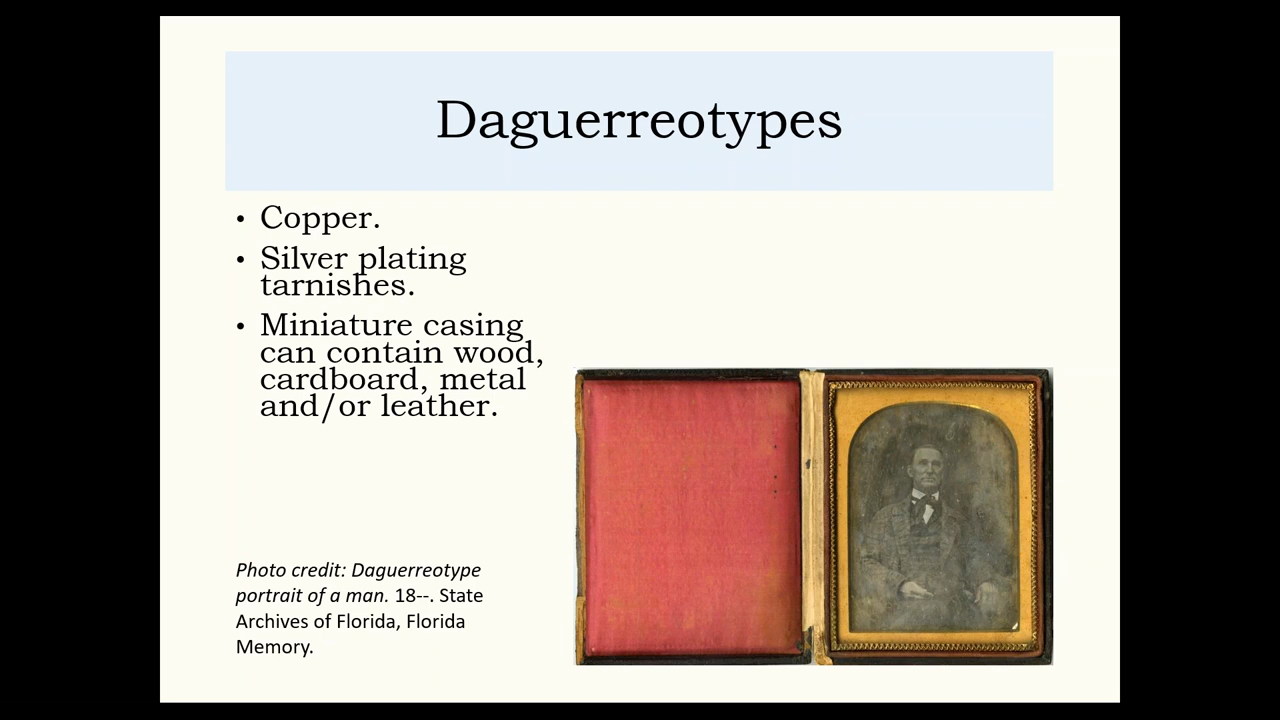 Daguerreotypes
• Copper.
• Silver plating
tarnishes.
• Miniature casing
can contain wood,
cardboard, metal
and/or leather.
Photo credit: Daguerreotype
portrait of a man. 18--. State
Archives of Florida, Florida
Memory.